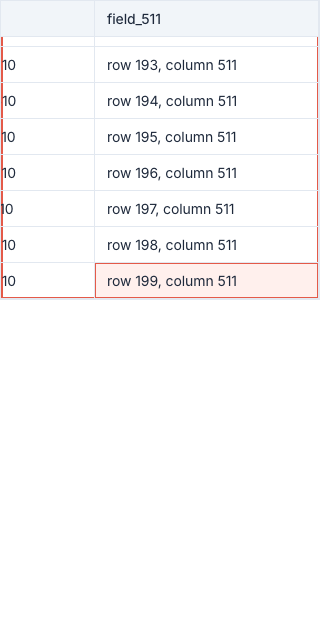 field_511
10 row 193, column 511
10 row 194, column 511
10 row 195, column 511
10 row 196, column 511
10 row 197, column 511
10 row 198, column 511
10 row 199, column 511